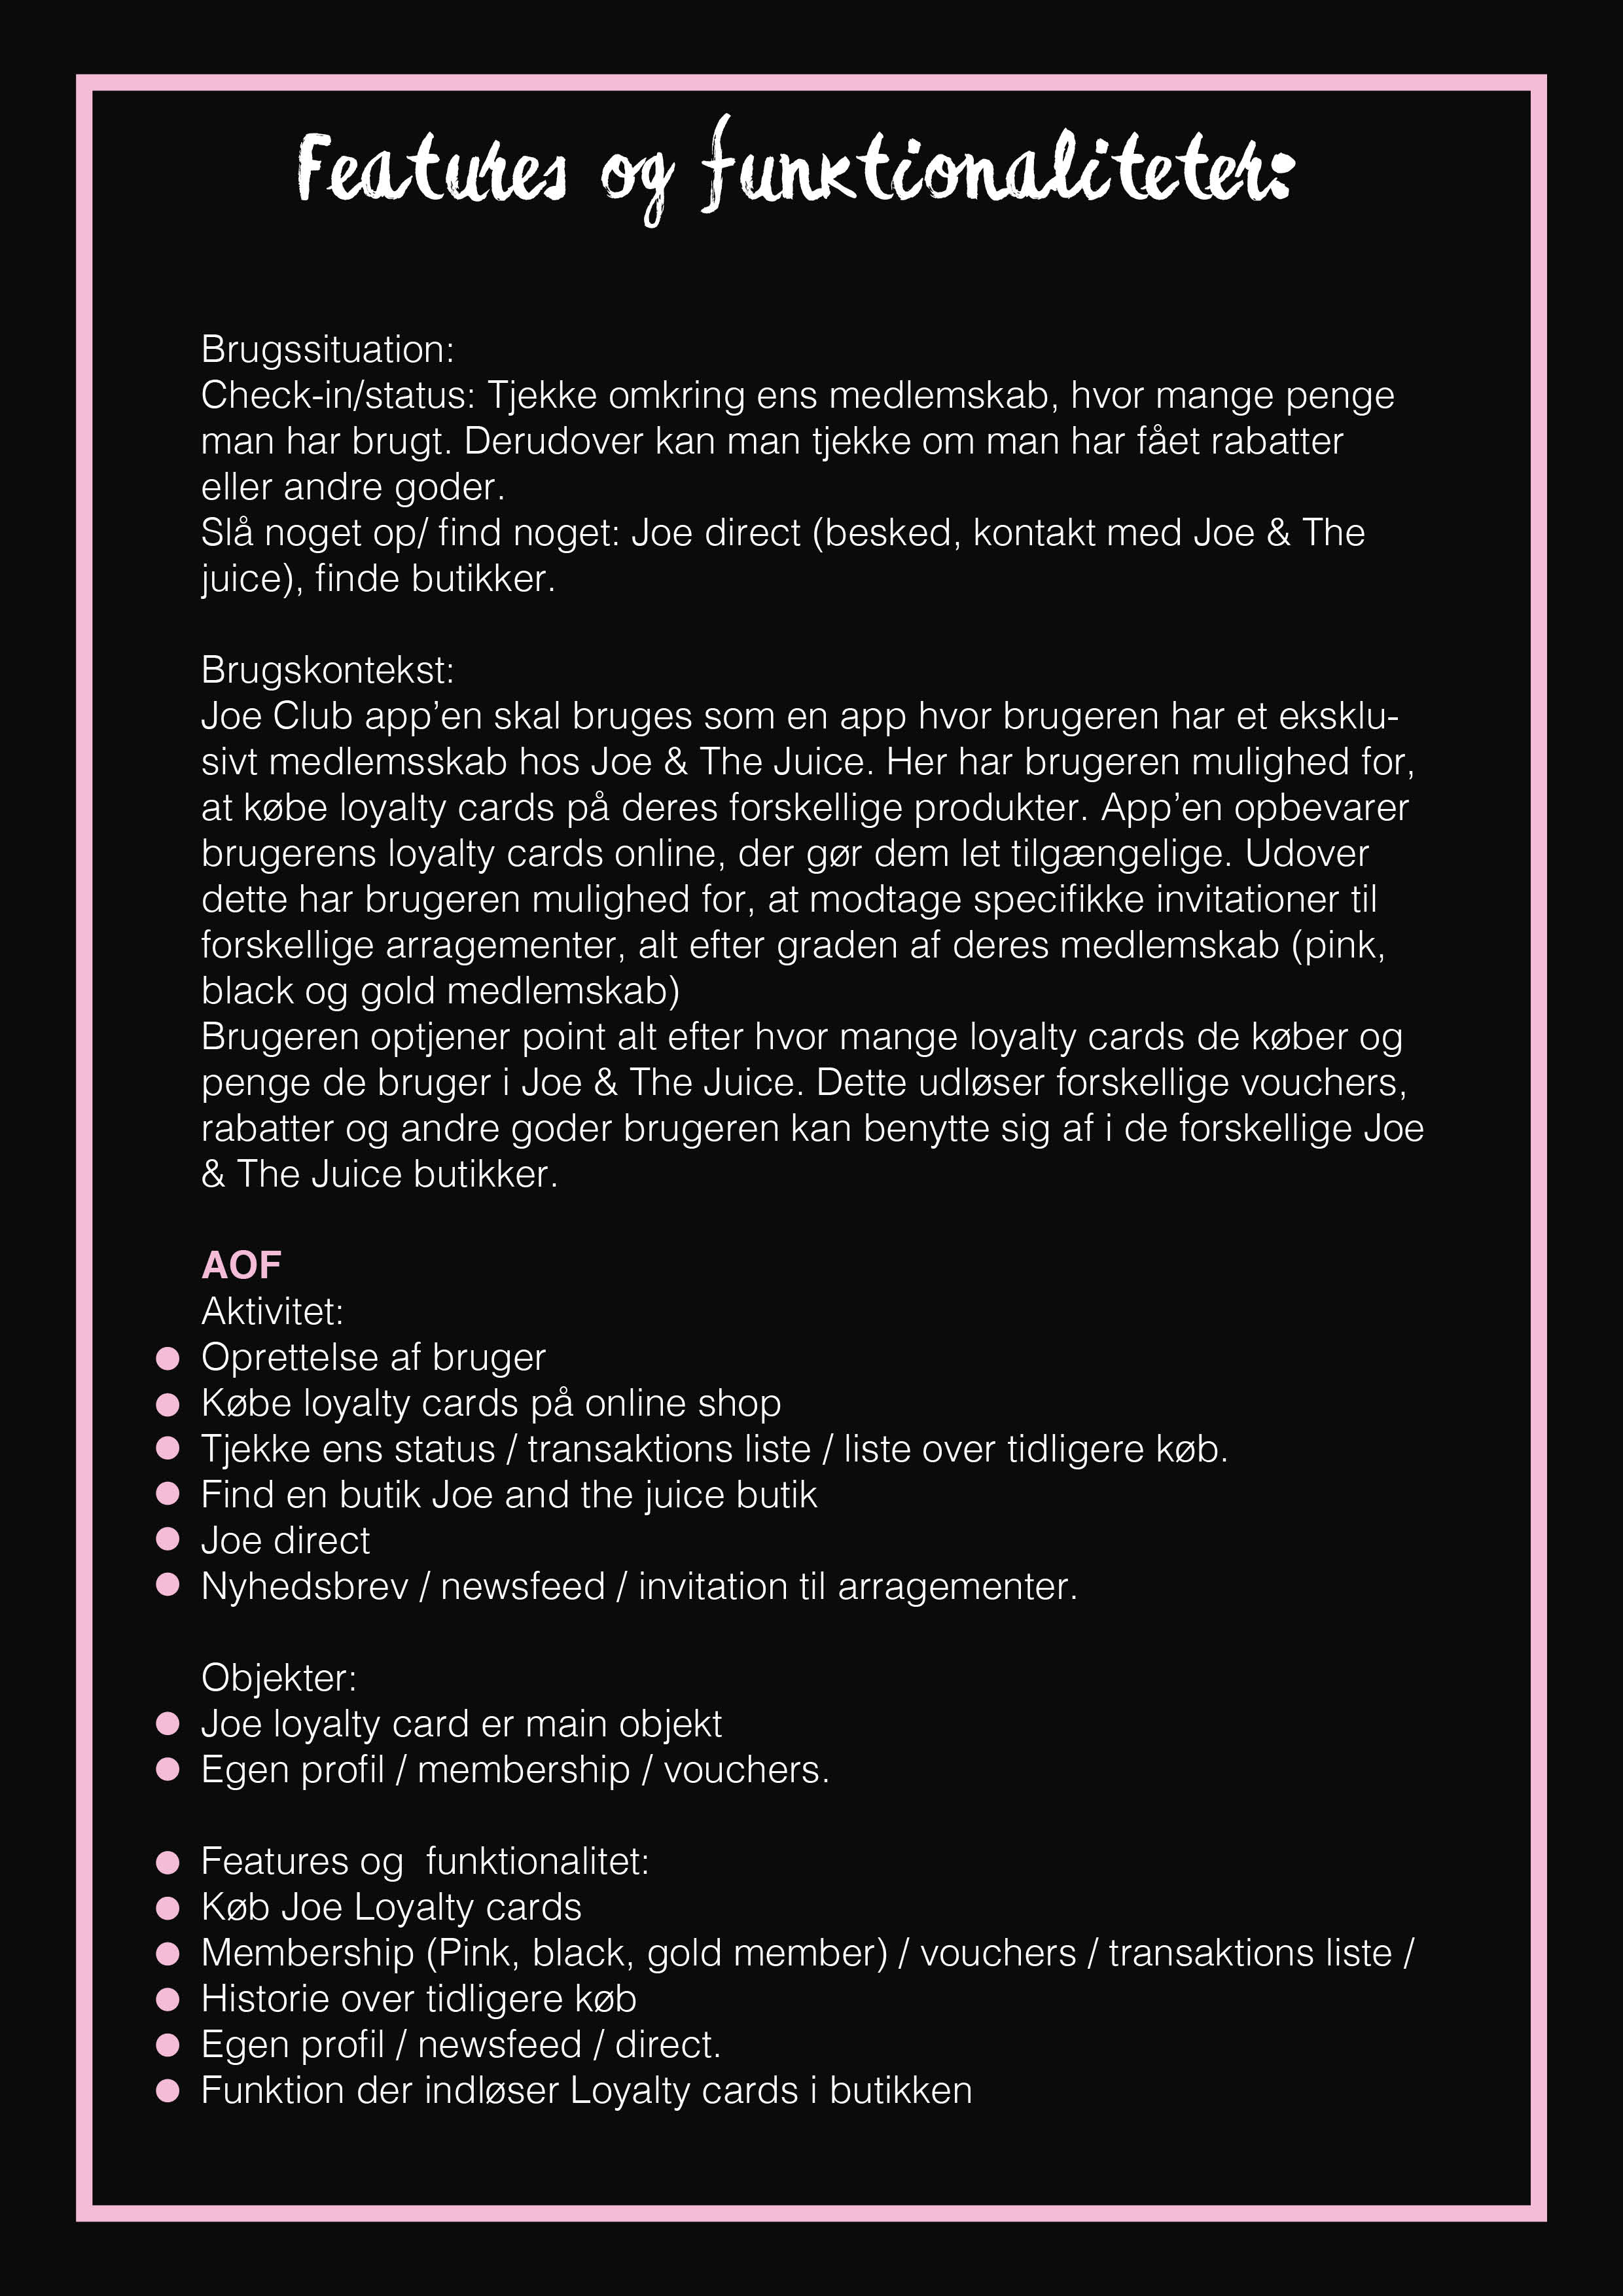 Features og funktionaliteter:
Brugssituation:
Check-in/status: Tjekke omkring ens medlemskab, hvor mange penge
man har brugt. Derudover kan man tjekke om man har fået rabatter
eller andre goder.
Slå noget op/ find noget: Joe direct (besked, kontakt med Joe & The
juice), finde butikker.
Brugskontekst:
Joe Club app’en skal bruges som en app hvor brugeren har et eksklu-
sivt medlemsskab hos Joe & The Juice. Her har brugeren mulighed for,
at købe loyalty cards på deres forskellige produkter. App’en opbevarer
brugerens loyalty cards online, der gør dem let tilgængelige. Udover
dette har brugeren mulighed for, at modtage specifikke invitationer til
forskellige arragementer, alt efter graden af deres medlemskab (pink,
black og gold medlemskab)
Brugeren optjener point alt efter hvor mange loyalty cards de køber og
penge de bruger i Joe & The Juice. Dette udløser forskellige vouchers,
rabatter og andre goder brugeren kan benytte sig af i de forskellige Joe
& The Juice butikker.
AOF
Aktivitet:
Oprettelse af bruger
Købe loyalty cards på online shop
Tjekke ens status / transaktions liste / liste over tidligere køb.
Find en butik Joe and the juice butik
Joe direct
Nyhedsbrev / newsfeed / invitation til arragementer.
Objekter:
Joe loyalty card er main objekt
Egen profil / membership / vouchers.
Features og  funktionalitet:
Køb Joe Loyalty cards
Membership (Pink, black, gold member) / vouchers / transaktions liste /
Historie over tidligere køb
Egen profil / newsfeed / direct.
Funktion der indløser Loyalty cards i butikken